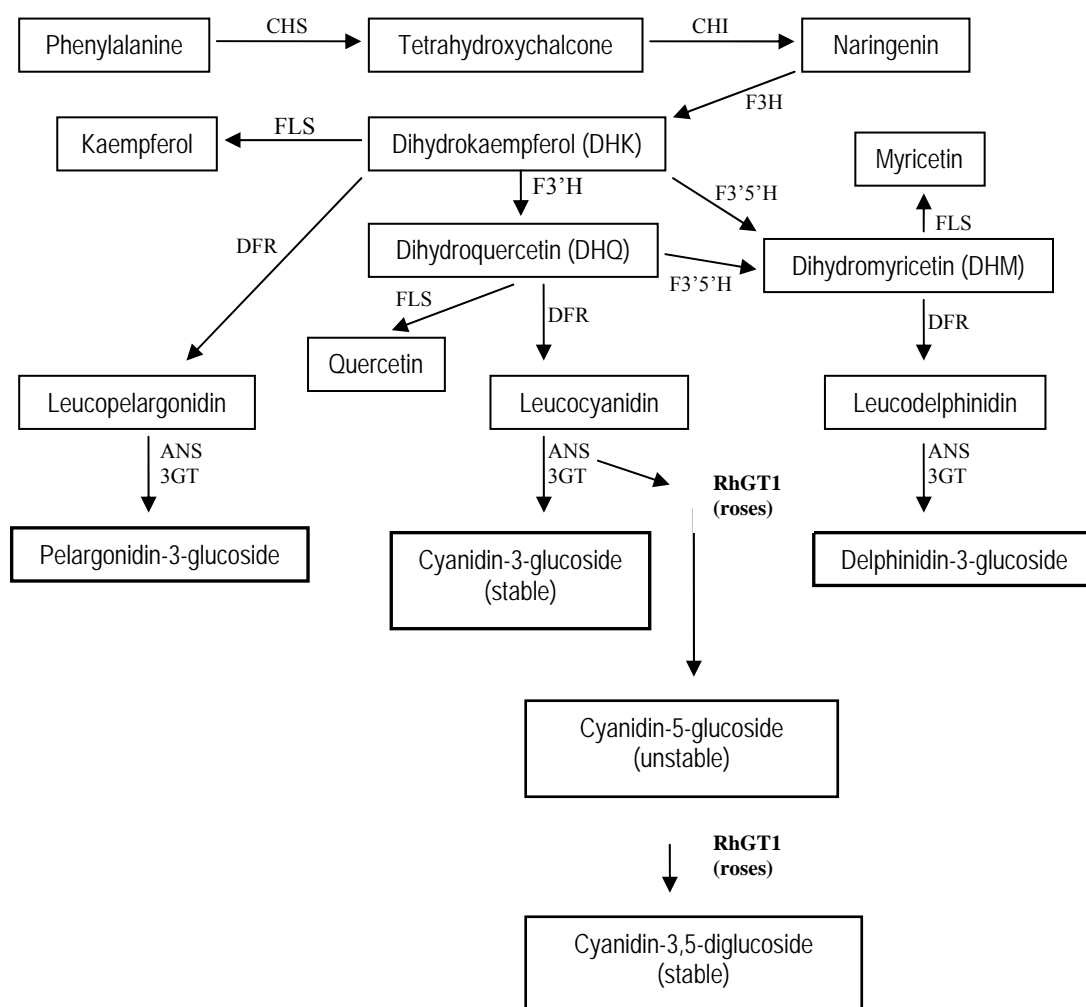 Phenylalanine
CHS
Tetrahydroxychalcone
CHI
Naringenin
F3H
Kaempferol
FLS
Dihydrokaempferol (DHK)
Myricetin
F3'H
F3'5'H
FLS
DFR
Dihydroquercetin (DHQ)
F3'5'H
Dihydromyricetin (DHM)
FLS
DFR
DFR
Quercetin
Leucopelargonidin
Leucocyanidin
Leucodelphinidin
ANS
3GT
ANS
3GT
RhGT1
(roses)
ANS
3GT
Pelargonidin-3-glucoside
Cyanidin-3-glucoside
(stable)
Delphinidin-3-glucoside
Cyanidin-5-glucoside
(unstable)
RhGT1
(roses)
Cyanidin-3,5-diglucoside
(stable)